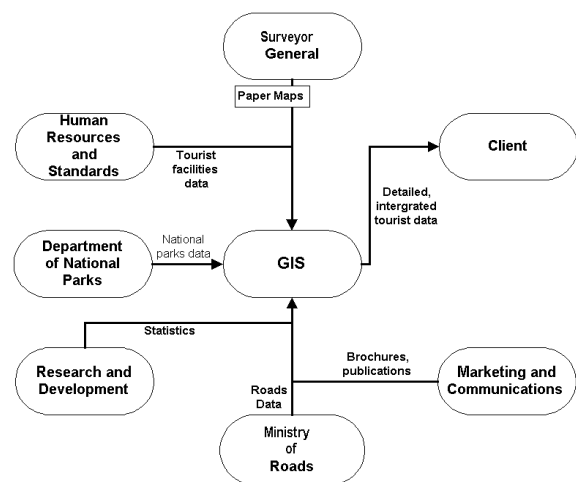 Surveyor
General
Paper Maps
Human
Resources
and
Standards
Tourist
facilities
data
Client
Detailed,
intergrated
tourist data
Department
of National
Parks
National
parks data
GIS
Statistics
Research and
Development
Brochures,
publications
Marketing and
Communications
Roads
Data
Ministry
of
Roads